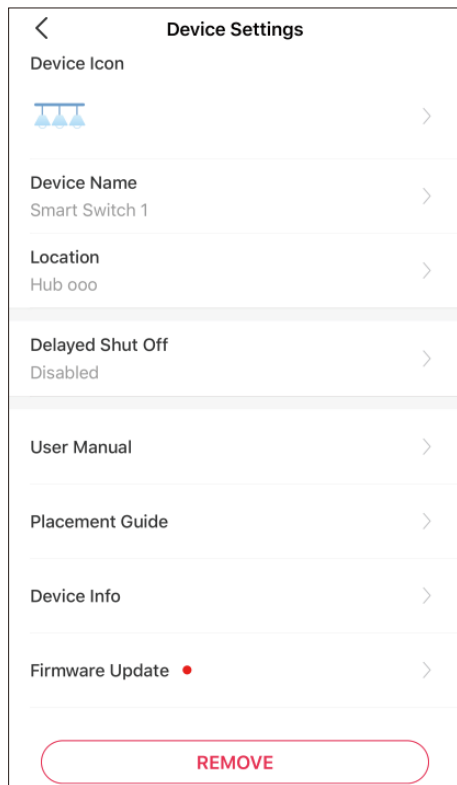 Device Settings
Device Icon
Device Name
Smart Switch 1
Location
Hub ooo
Delayed Shut Off
Disabled
User Manual
Placement Guide
Device Info
Firmware Update
REMOVE